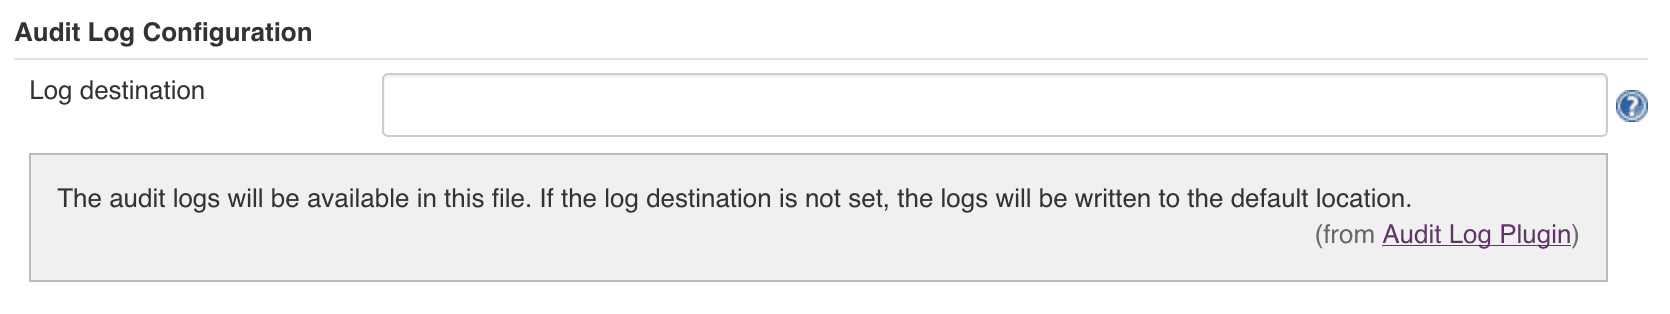 Audit Log Configuration
Log destination
?
The audit logs will be available in this file. If the log destination is not set, the logs will be written to the default location.
(from Audit Log Plugin)